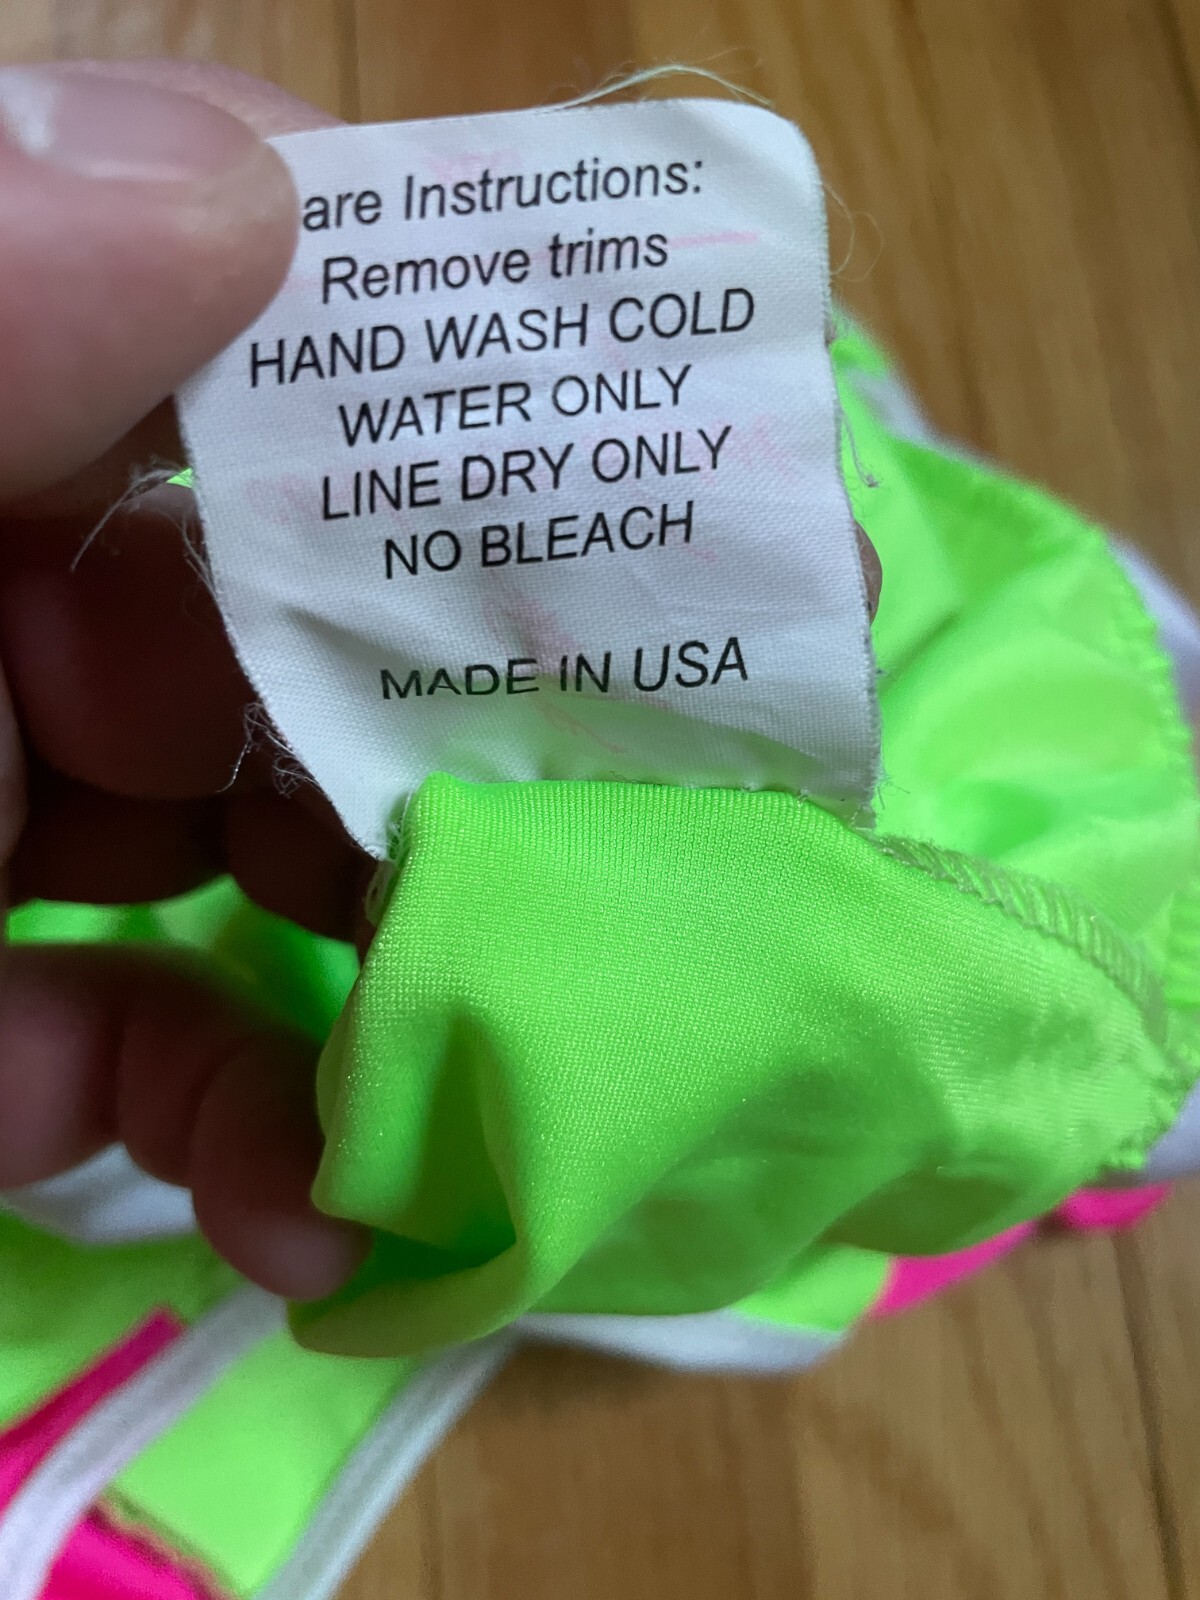 are Instructions:
Remove trims
HAND WASH COLD
WATER ONLY
LINE DRY ONLY
NO BLEACH
MADE IN USA